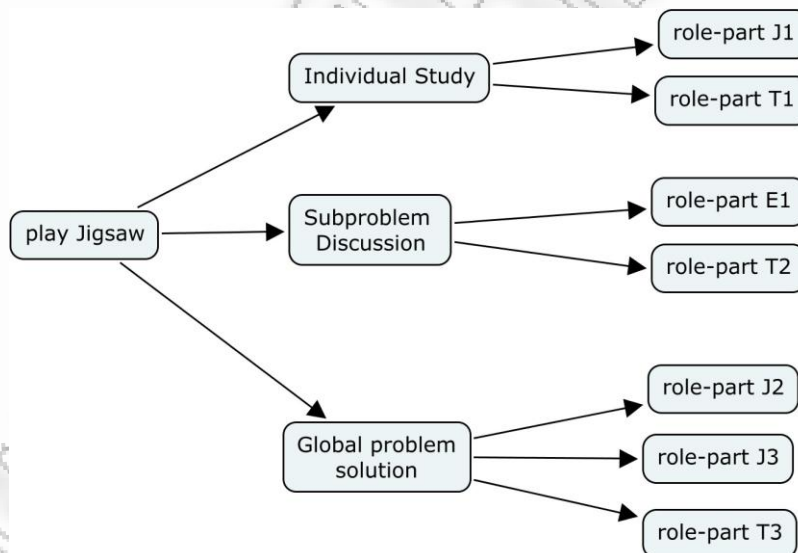 play Jigsaw
Individual Study
role-part J1
role-part T1
Subproblem
Discussion
role-part E1
role-part T2
Global problem
solution
role-part J2
role-part J3
role-part T3